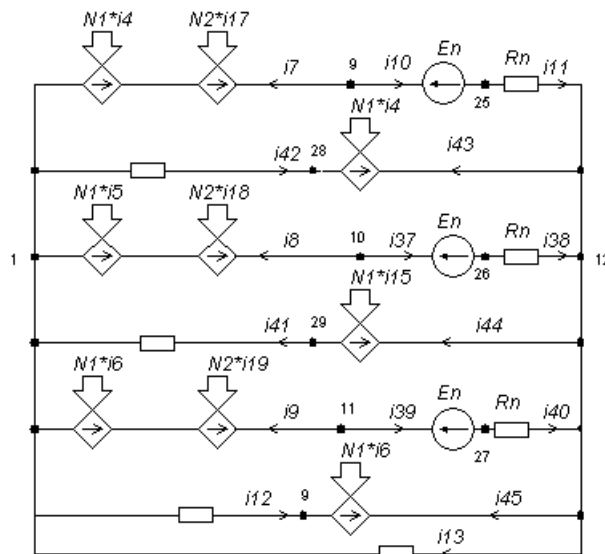 N1*i4 N2*i17
i7 9 i10 En Rn i11
25
N1*i4
i42 28 i43
N1*i5 N2*i18
1 i8 10 i37 En Rn i38 12
26
N1*i15
i41 29 i44
N1*i6 N2*i19
i9 11 i39 En Rn i40
27
N1*i6
i12 9 i45
i13